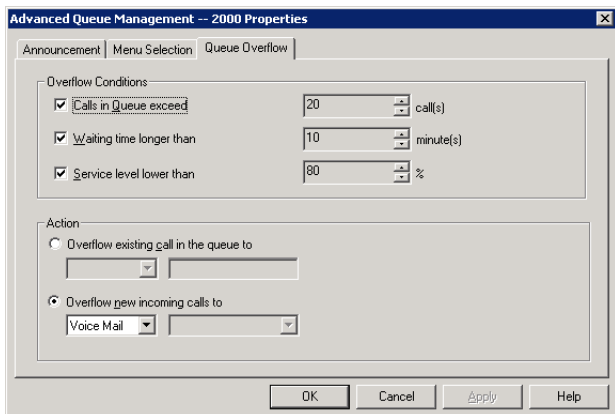 Advanced Queue Management -- 2000 Properties
Announcement Menu Selection Queue Overflow
Overflow Conditions
Calls in Queue exceed 20 call(s)
Waiting time longer than 10 minute(s)
Service level lower than 80 %
Action
Overflow existing call in the queue to
Overflow new incoming calls to
Voice Mail
OK Cancel Apply Help